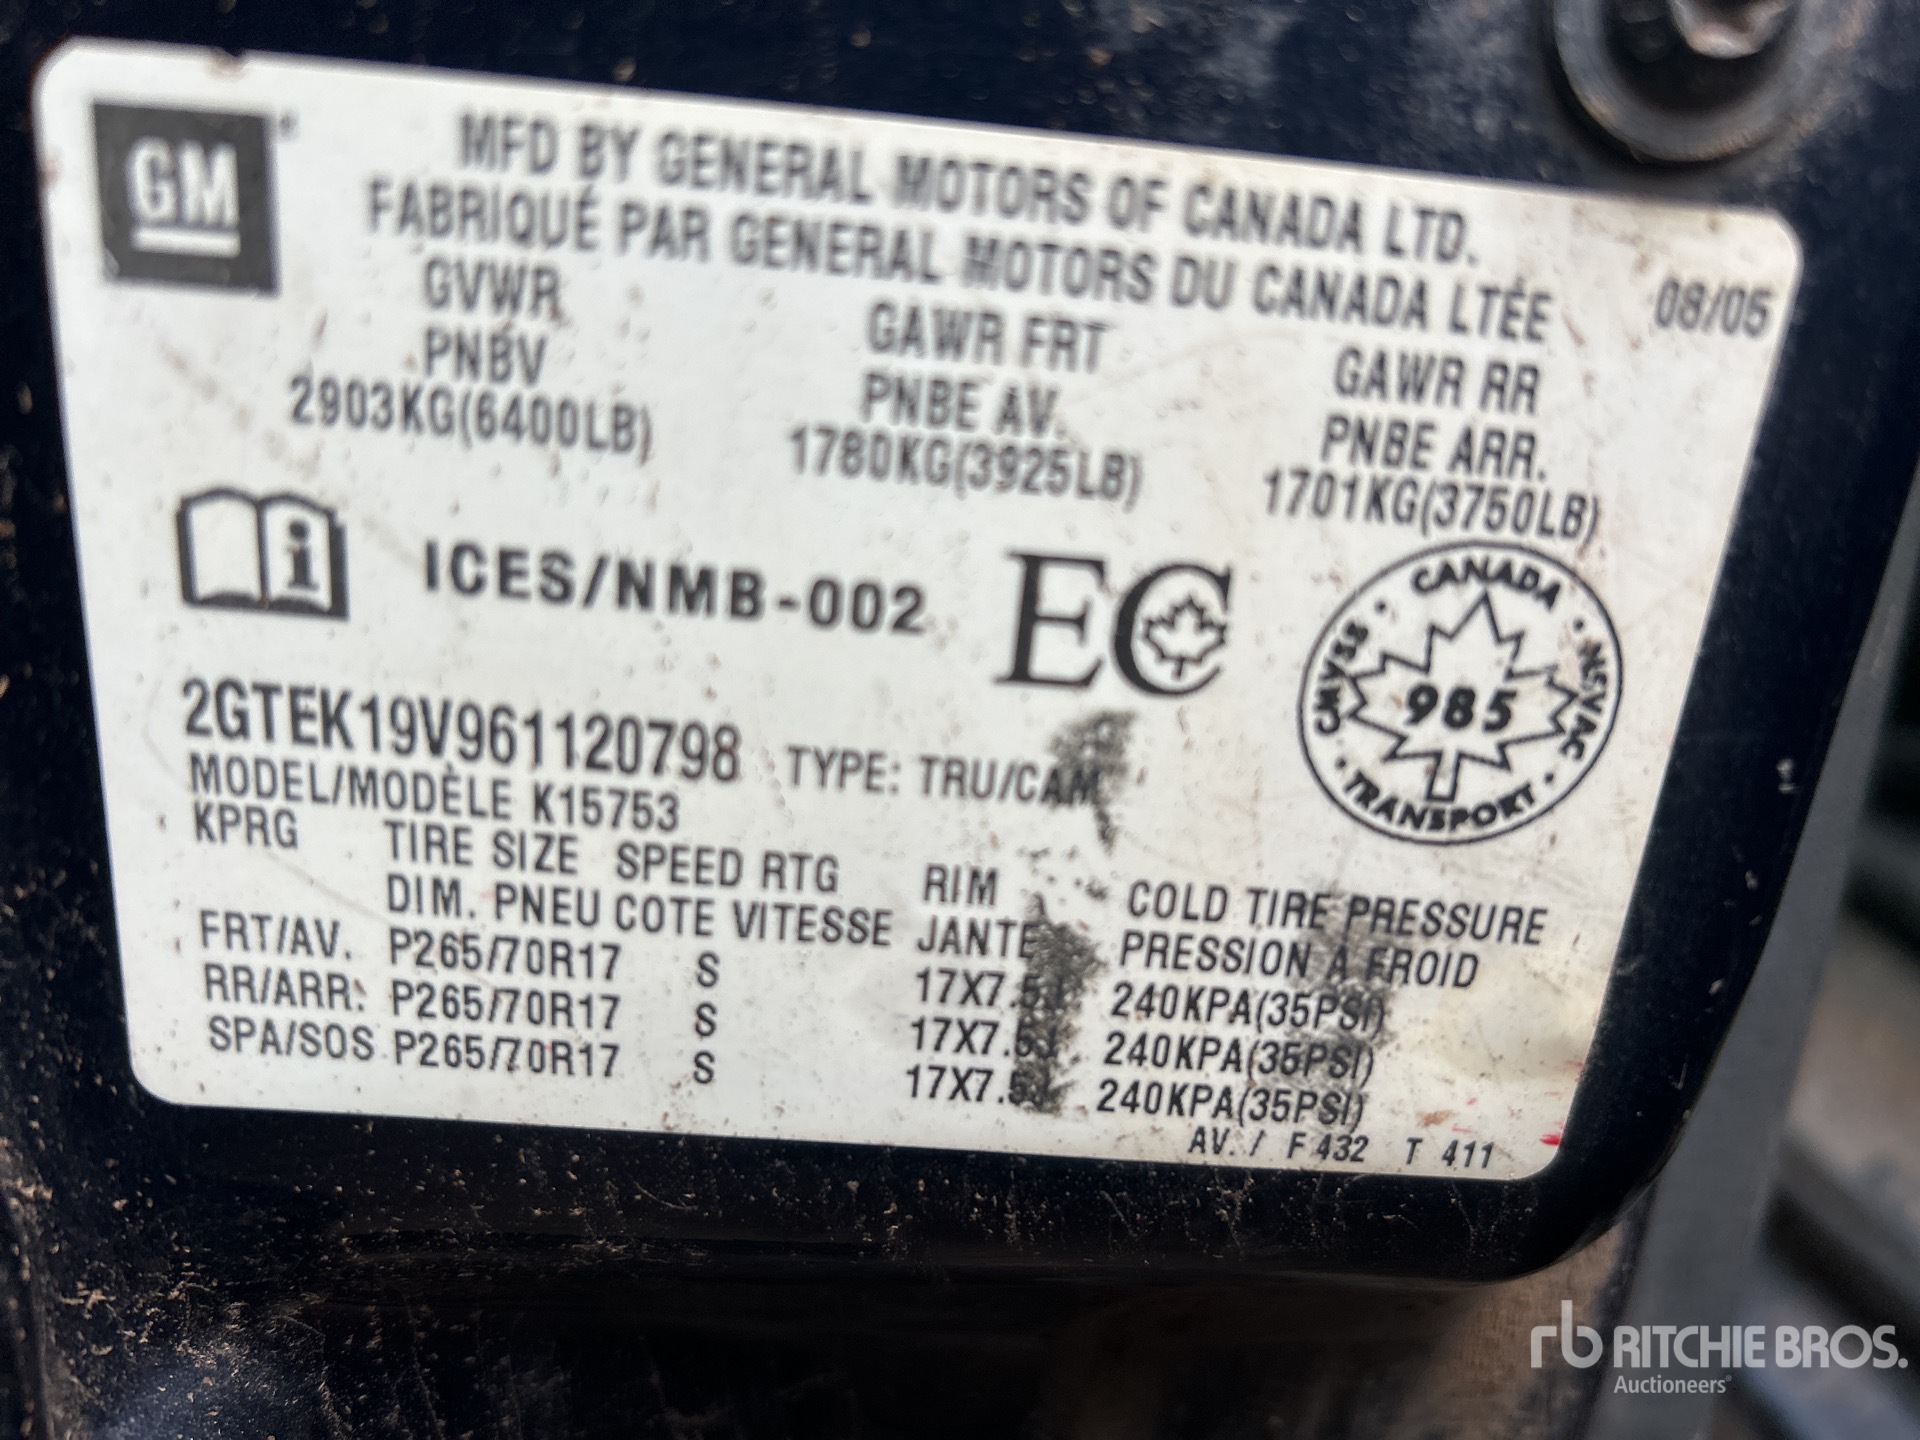 GM
MFD BY GENERAL MOTORS OF CANADA LTD.
FABRIQUÉ PAR GENERAL MOTORS DU CANADA LTÉE
08/05
GVWR GAWR FRT GAWR RR
PNBV PNBE AV. PNBE ARR.
2903KG(6400LB) 1780KG(3925LB) 1701KG(3750LB)
i ICES/NMB-002 EC
CANADA · NSVAC · TRANSPORT · CMVSS ·
985
2GTEK19V961120798 TYPE: TRU/CAM
MODEL/MODÈLE K15753
KPRG TIRE SIZE SPEED RTG RIM COLD TIRE PRESSURE
DIM. PNEU COTE VITESSE JANTE PRESSION À FROID
FRT/AV. P265/70R17 S 240KPA(35PSI)
RR/ARR: P265/70R17 S 240KPA(35PSI)
SPA/SOS P265/70R17 S 240KPA(35PSI)
AV. / F 432 T 411
rb RITCHIE BROS.
Auctioneers